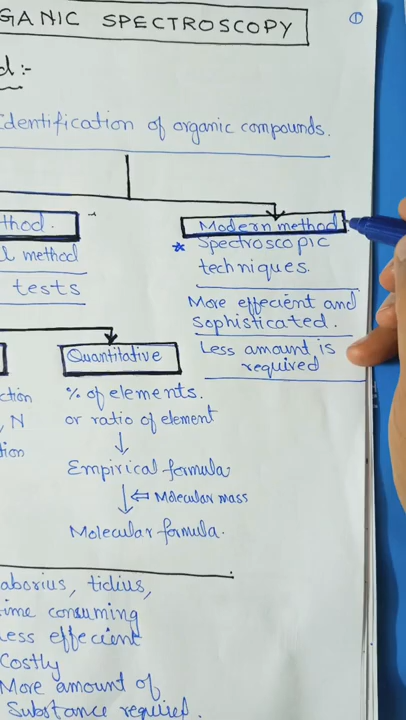 GANIC SPECTROSCOPY
①
d:-
Identification of organic compounds.
thod.
l method
tests
Modern method
* Spectroscopic
techniques.
More effecient and
Sophisticated.
Less amount is
required
Quantitative
% of elements.
or ratio of element
↓
Empirical formula
↓ ⇐ Molecular mass
Molecular formula.
ction
, N
tion
aborius, tidius,
ime consuming
Less effecient
Costly
More amount of
Substance required.